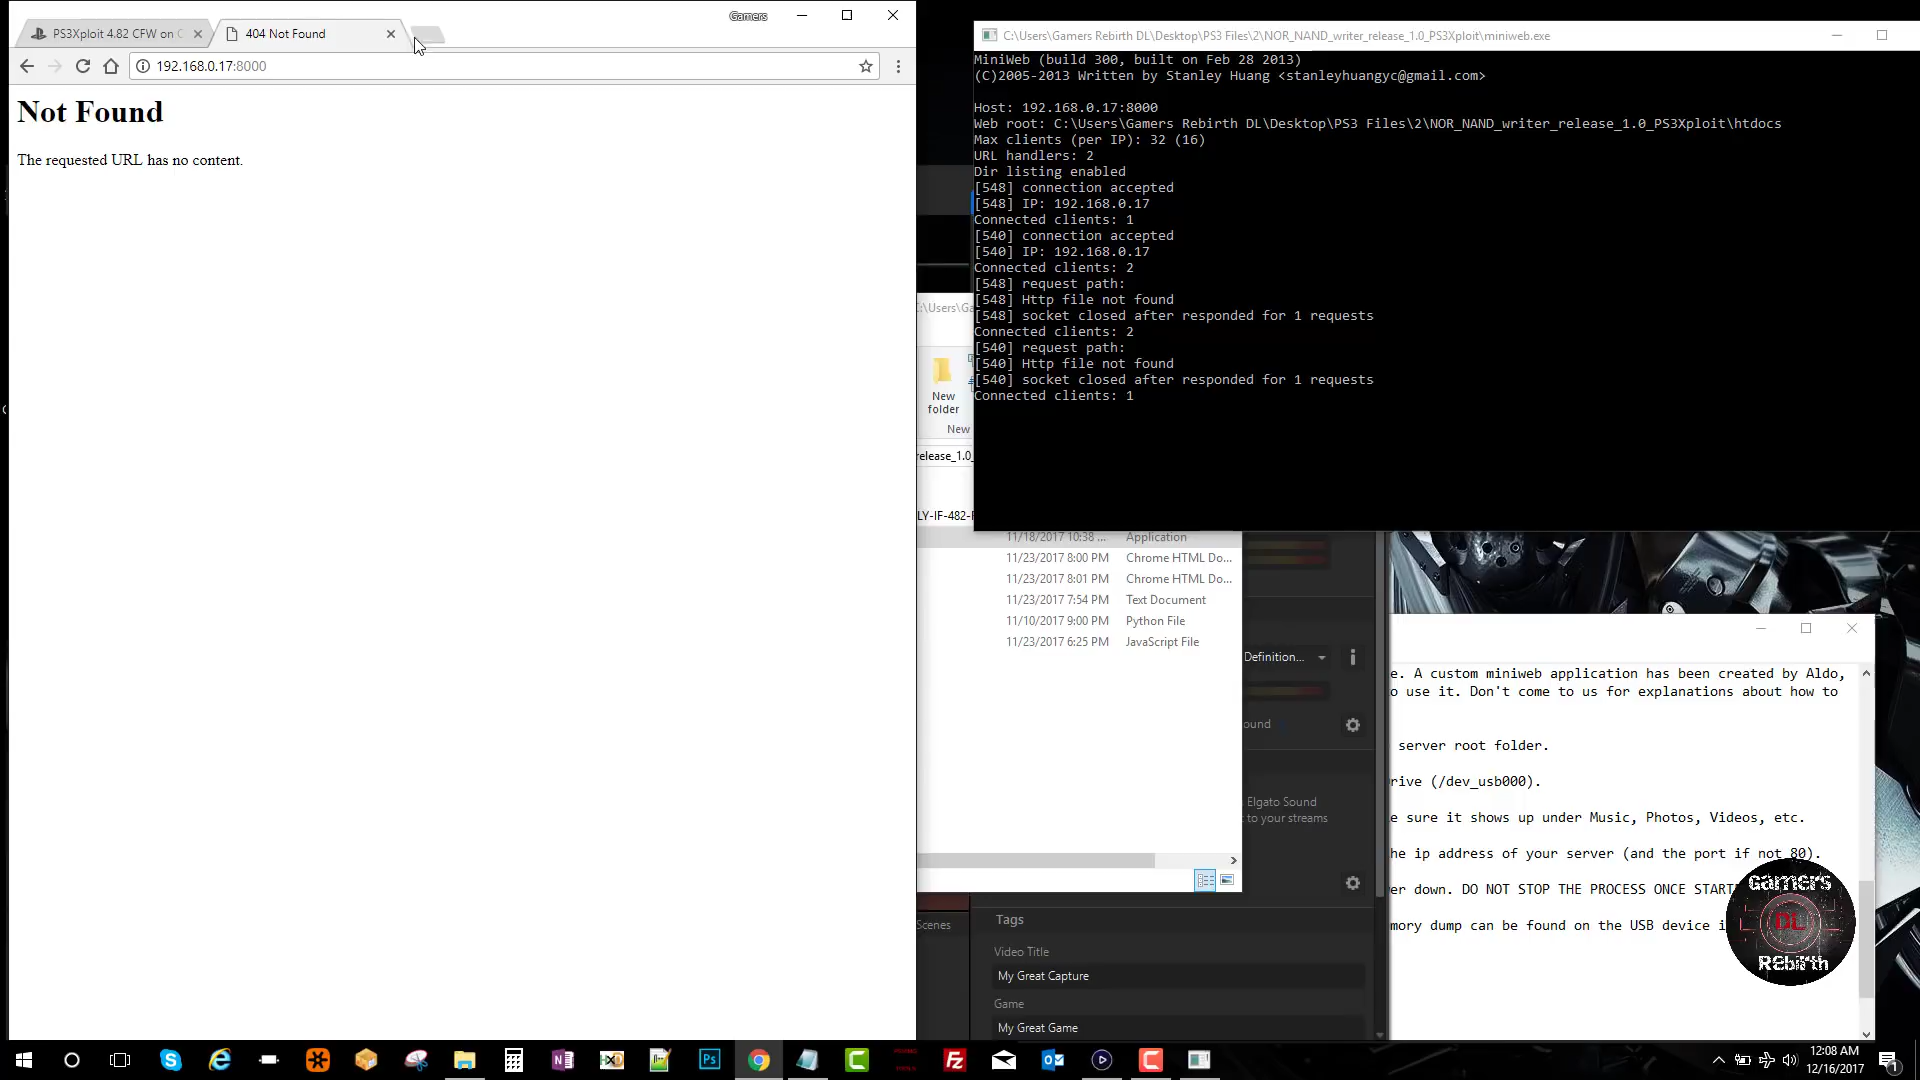 Gamers
PS3Xploit 4.82 CFW on C
404 Not Found
192.168.0.17:8000
Not Found
The requested URL has no content.
C:\Users\Gamers Rebirth DL\Desktop\PS3 Files\2\NOR_NAND_writer_release_1.0_PS3Xploit\miniweb.exe
MiniWeb (build 300, built on Feb 28 2013)
(C)2005-2013 Written by Stanley Huang <stanleyhuangyc@gmail.com>
Host: 192.168.0.17:8000
Web root: C:\Users\Gamers Rebirth DL\Desktop\PS3 Files\2\NOR_NAND_writer_release_1.0_PS3Xploit\htdocs
Max clients (per IP): 32 (16)
URL handlers: 2
Dir listing enabled
[548] connection accepted
[548] IP: 192.168.0.17
Connected clients: 1
[540] connection accepted
[540] IP: 192.168.0.17
Connected clients: 2
[548] request path:
[548] Http file not found
[548] socket closed after responded for 1 requests
Connected clients: 2
[540] request path:
[540] Http file not found
[540] socket closed after responded for 1 requests
Connected clients: 1
:\Users\Ga
New
folder
New
release_1.0_
LY-IF-482-F
11/18/2017 10:38 ... Application
11/23/2017 8:00 PM Chrome HTML Do...
11/23/2017 8:01 PM Chrome HTML Do...
11/23/2017 7:54 PM Text Document
11/10/2017 9:00 PM Python File
11/23/2017 6:25 PM JavaScript File
Definition...
ound
Elgato Sound
to your streams
Scenes
Tags
Video Title
My Great Capture
Game
My Great Game
e. A custom miniweb application has been created by Aldo,
o use it. Don't come to us for explanations about how to
server root folder.
rive (/dev_usb000).
e sure it shows up under Music, Photos, Videos, etc.
he ip address of your server (and the port if not 80).
er down. DO NOT STOP THE PROCESS ONCE START
mory dump can be found on the USB device i
Gamers
DL
Rebirth
12:08 AM
12/16/2017
1